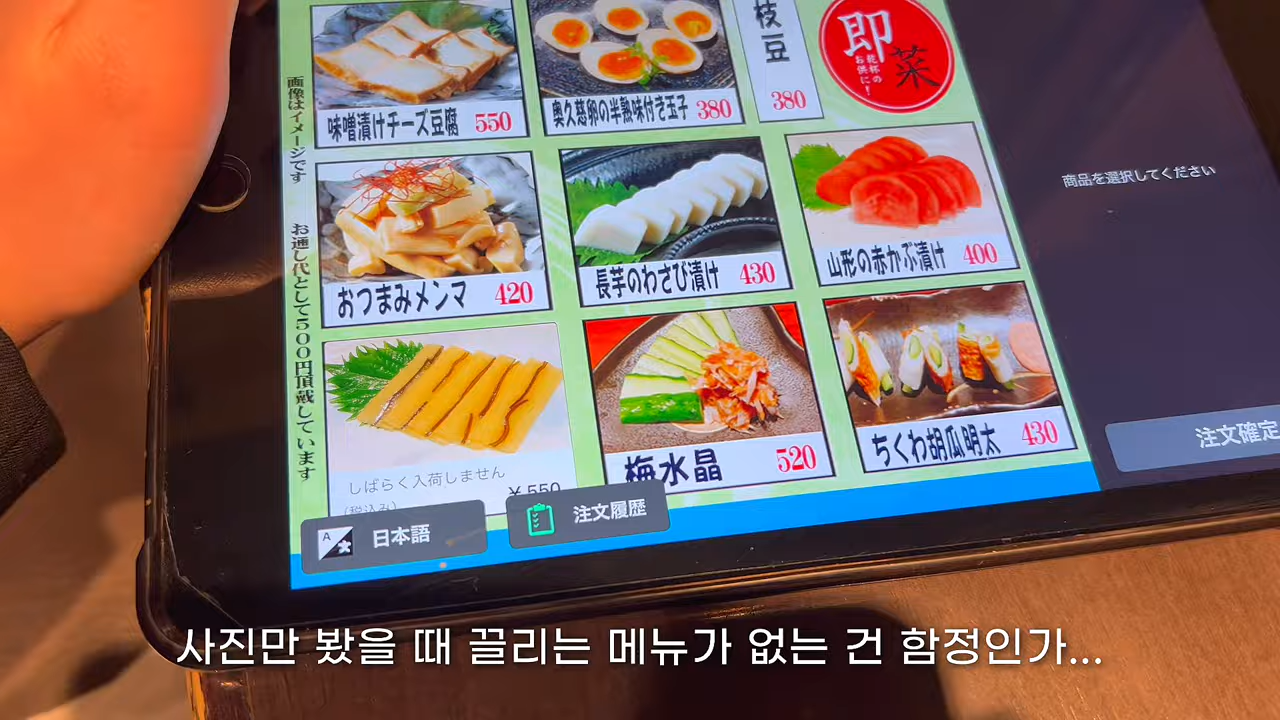 味噌漬けチーズ豆腐 550
奥久慈卵の半熟味付き玉子 380
枝豆
380
即菜
乾杯の
お供に!
画像はイメージです
お通し代として500円頂戴しています
おつまみメンマ 420
長芋のわさび漬け 430
山形の赤かぶ漬け 400
しばらく入荷しません
(税込み)
¥550
梅水晶 520
ちくわ胡瓜明太 430
商品を選択してください
注文確定
日本語
注文履歴
사진만 봤을 때 끌리는 메뉴가 없는 건 함정인가...